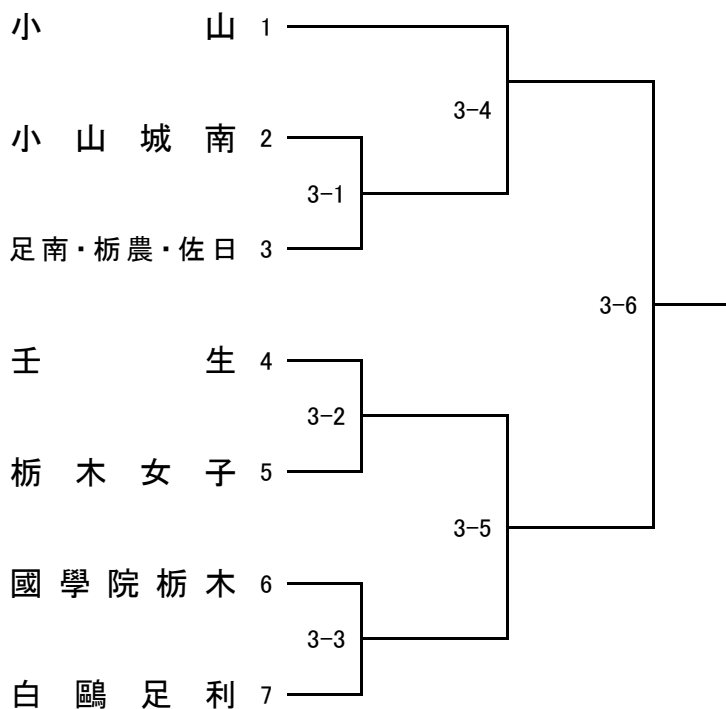 小山 1
3-4
小山城南 2
3-1
足南・栃農・佐日 3
3-6
壬生 4
3-2
栃木女子 5
3-5
國學院栃木 6
3-3
白鷗足利 7